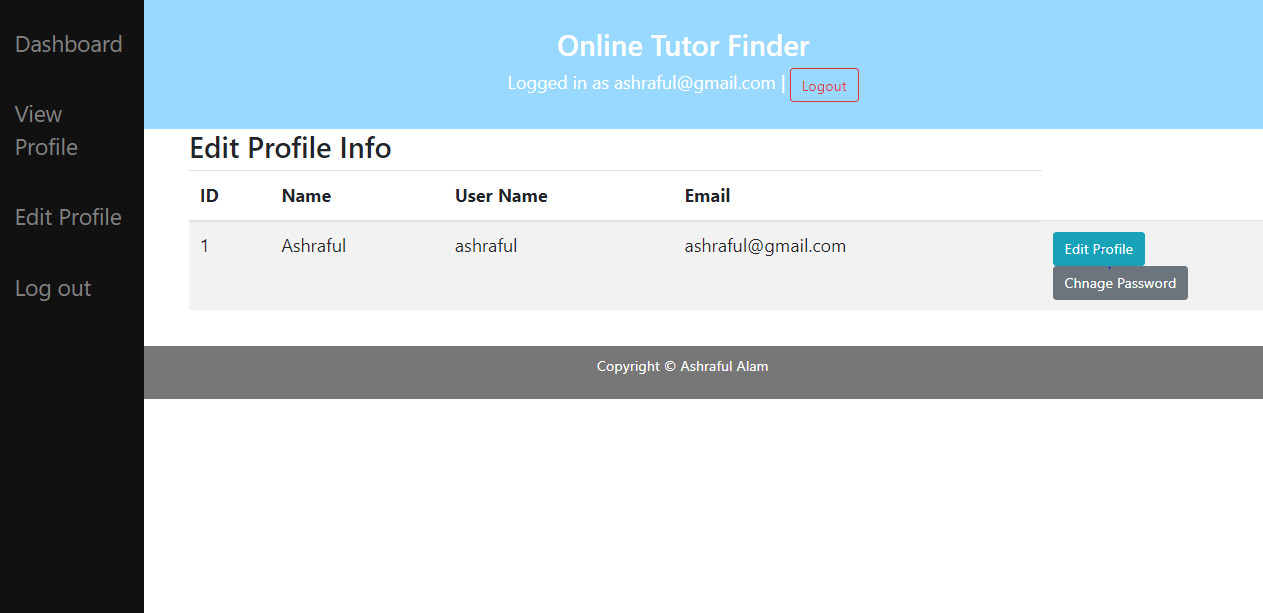 Dashboard
View
Profile
Edit Profile
Log out
Online Tutor Finder
Logged in as ashraful@gmail.com | Logout
Edit Profile Info
ID Name User Name Email
1 Ashraful ashraful ashraful@gmail.com Edit Profile
Chnage Password
Copyright © Ashraful Alam